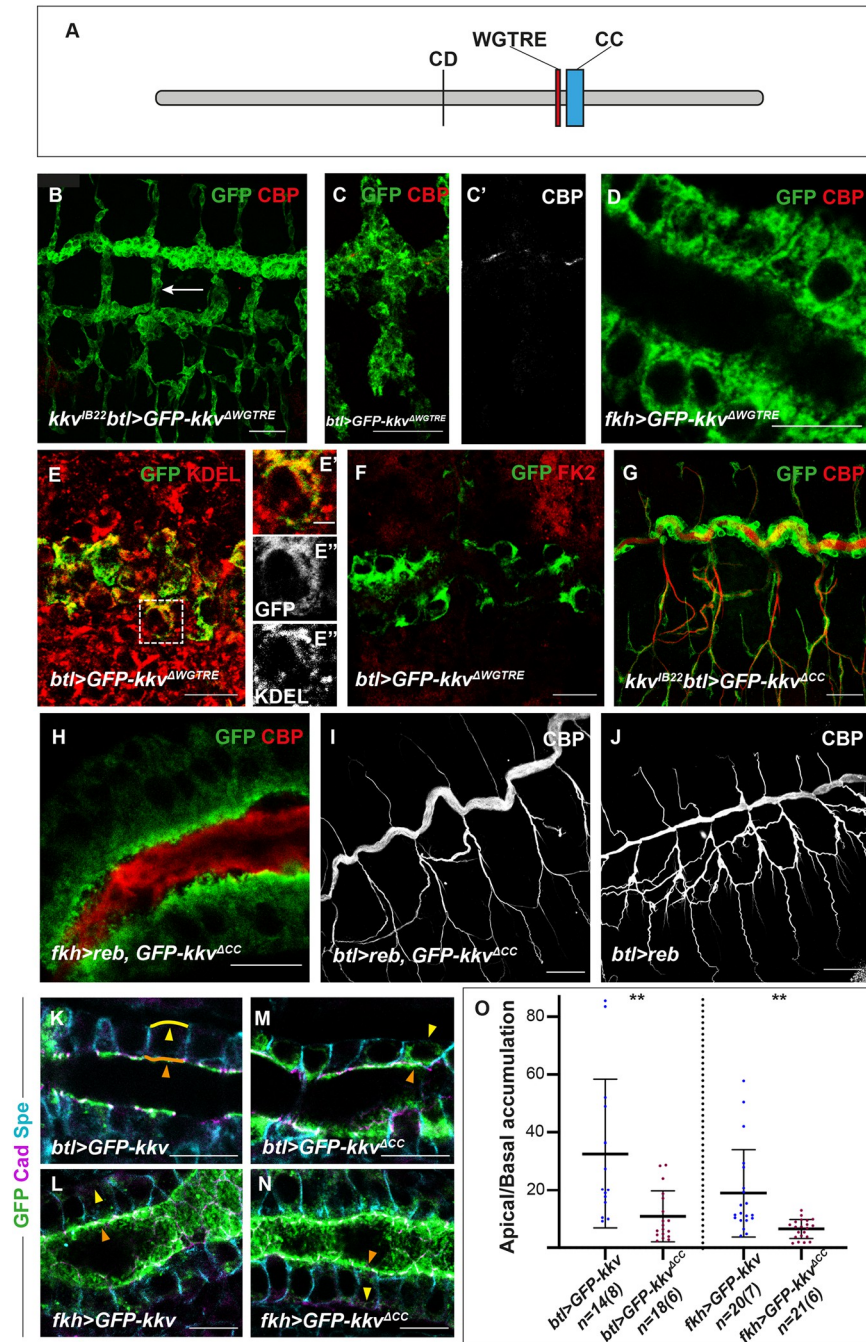 A
WGTRE
CC
CD
B
GFP CBP
kkv^IB22 btl>GFP-kkv^ΔWGTRE
C
GFP CBP
btl>GFP-kkv^ΔWGTRE
C'
CBP
D
GFP CBP
fkh>GFP-kkv^ΔWGTRE
E
GFP KDEL
btl>GFP-kkv^ΔWGTRE
E'
E''
GFP
E''
KDEL
F
GFP FK2
btl>GFP-kkv^ΔWGTRE
G
GFP CBP
kkv^IB22 btl>GFP-kkv^ΔCC
H
GFP CBP
fkh>reb, GFP-kkv^ΔCC
I
CBP
btl>reb, GFP-kkv^ΔCC
J
CBP
btl>reb
GFP Cad Spe
K
btl>GFP-kkv
M
btl>GFP-kkv^ΔCC
L
fkh>GFP-kkv
N
fkh>GFP-kkv^ΔCC
O
Apical/Basal accumulation
80
60
40
20
**
**
btl>GFP-kkv
n=14(8)
btl>GFP-kkv^ΔCC
n=18(6)
fkh>GFP-kkv
n=20(7)
fkh>GFP-kkv^ΔCC
n=21(6)